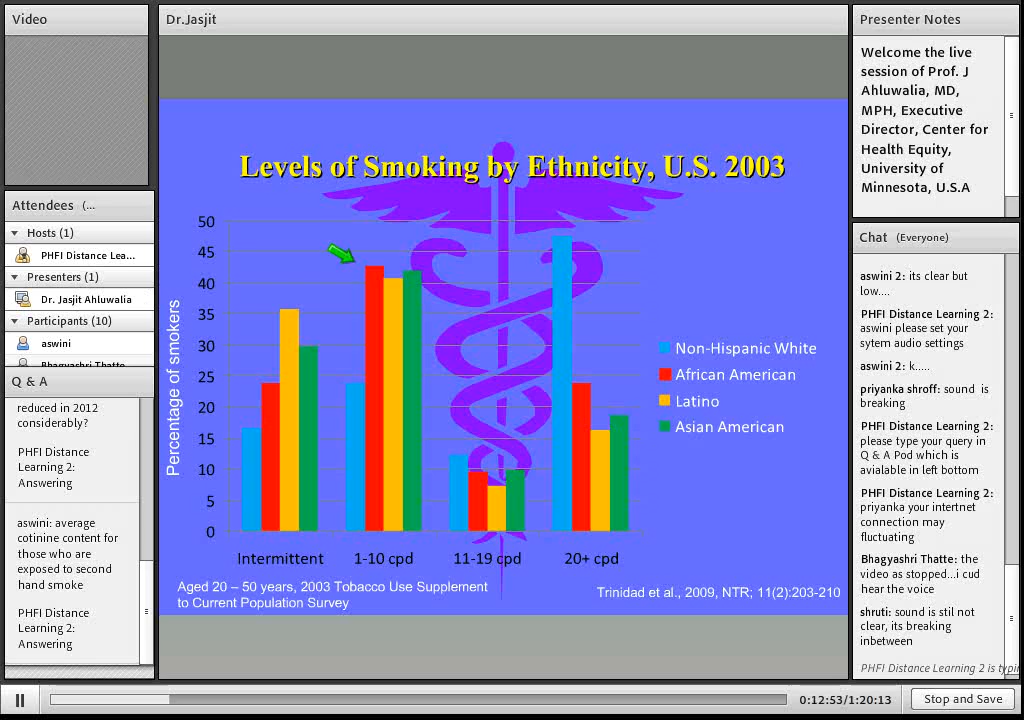 Video
Dr.Jasjit
Presenter Notes
Welcome the live
session of Prof. J
Ahluwalia, MD,
MPH, Executive
Director, Center for
Health Equity,
University of
Minnesota, U.S.A
Attendees (...
Hosts (1)
PHFI Distance Lea...
Presenters (1)
Dr. Jasjit Ahluwalia
Participants (10)
aswini
Bhagyashri Thatte
Q & A
reduced in 2012
considerably?
PHFI Distance
Learning 2:
Answering
aswini: average
cotinine content for
those who are
exposed to second
hand smoke
PHFI Distance
Learning 2:
Answering
Levels of Smoking by Ethnicity, U.S. 2003
Percentage of smokers
50
45
40
35
30
25
20
15
10
5
0
Intermittent
1-10 cpd
11-19 cpd
20+ cpd
Non-Hispanic White
African American
Latino
Asian American
Aged 20 – 50 years, 2003 Tobacco Use Supplement
to Current Population Survey
Trinidad et al., 2009, NTR; 11(2):203-210
Chat (Everyone)
aswini 2: its clear but
low....
PHFI Distance Learning 2:
aswini please set your
sytem audio settings
aswini 2: k.....
priyanka shroff: sound is
breaking
PHFI Distance Learning 2:
please type your query in
Q & A Pod which is
avialable in left bottom
PHFI Distance Learning 2:
priyanka your internet
connection may
fluctuating
Bhagyashri Thatte: the
video as stopped...i cud
hear the voice
shruti: sound is stil not
clear, its breaking
inbetween
PHFI Distance Learning 2 is typin
0:12:53/1:20:13
Stop and Save